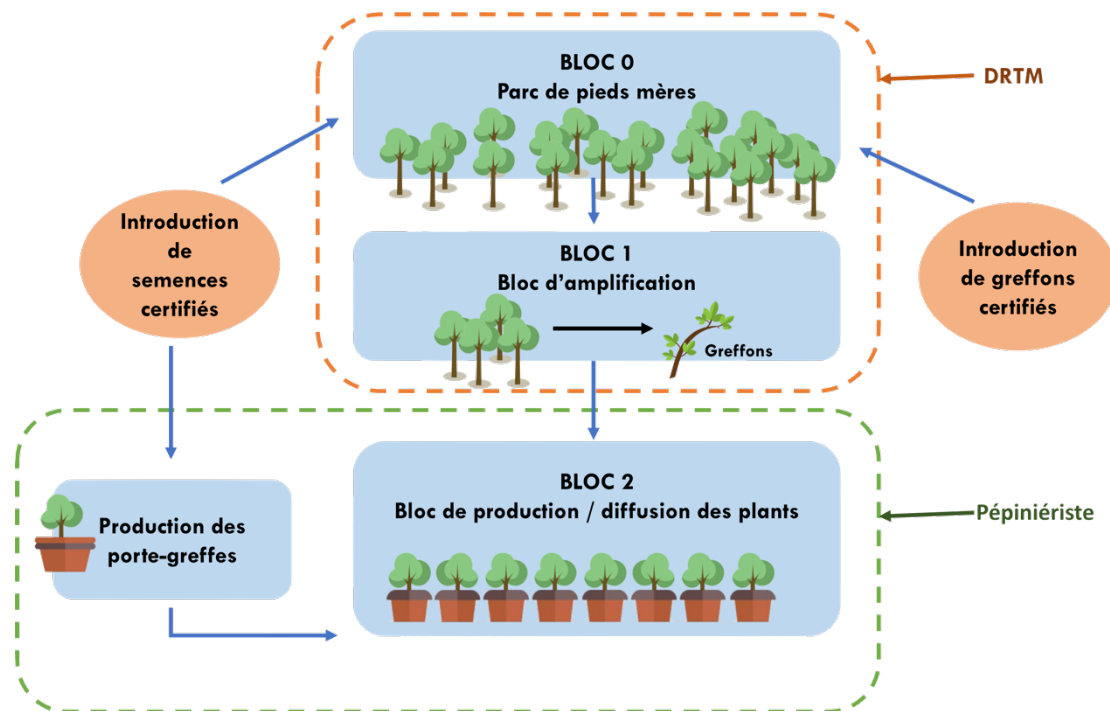 BLOC 0
Parc de pieds mères
DRTM
Introduction
de
semences
certifiés
BLOC 1
Bloc d'amplification
Greffons
Introduction
de greffons
certifiés
BLOC 2
Bloc de production / diffusion des plants
Production des
porte-greffes
Pépiniériste